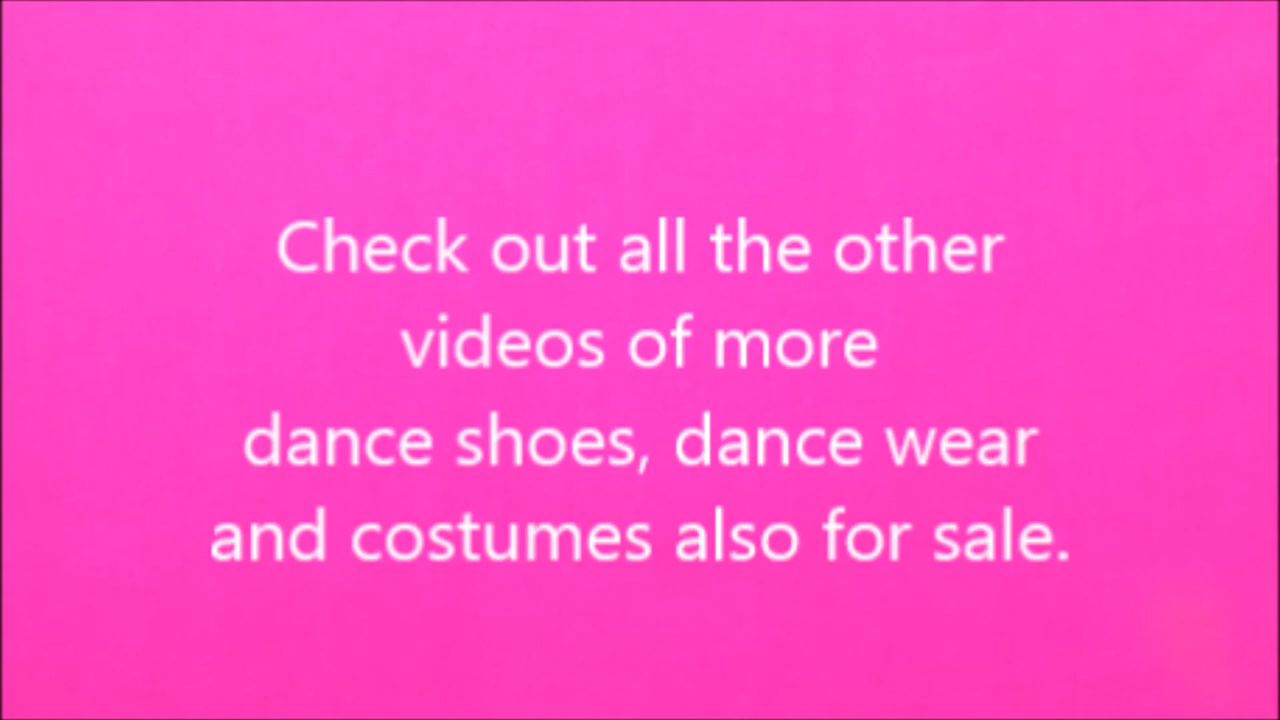 Check out all the other
videos of more
dance shoes, dance wear
and costumes also for sale.